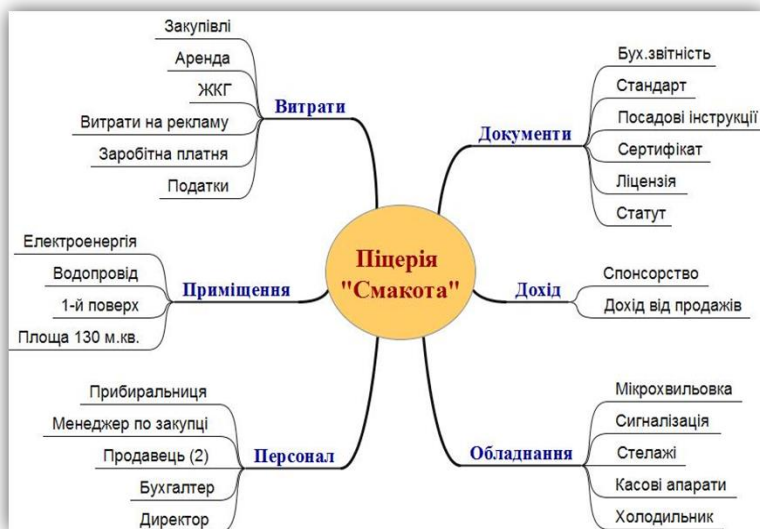 Закупівлі
Аренда
ЖКГ
Витрати на рекламу
Заробітна платня
Податки
Витрати
Бух.звітність
Стандарт
Посадові інструкції
Сертифікат
Ліцензія
Статут
Документи
Електроенергія
Водопровід
1-й поверх
Площа 130 м.кв.
Приміщення
Піцерія
"Смакота"
Дохід
Спонсорство
Дохід від продажів
Прибиральниця
Менеджер по закупці
Продавець (2)
Бухгалтер
Директор
Персонал
Обладнання
Мікрохвильовка
Сигналізація
Стелажі
Касові апарати
Холодильник